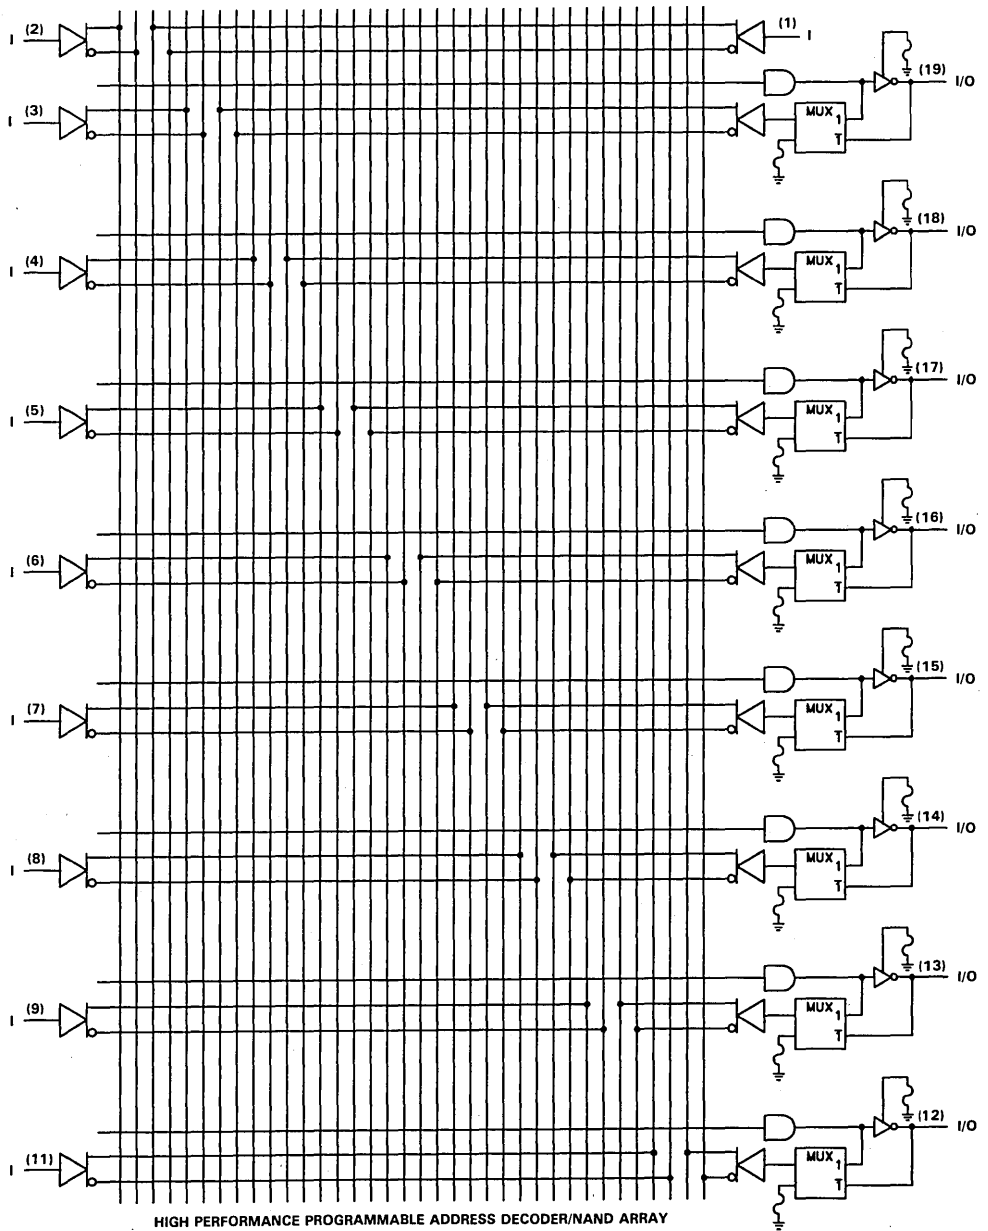 I (2) (1) I
(19) I/O
I (3) MUX 1
T̅
(18) I/O
I (4) MUX 1
T̅
(17) I/O
I (5) MUX 1
T̅
(16) I/O
I (6) MUX 1
T̅
(15) I/O
I (7) MUX 1
T̅
(14) I/O
I (8) MUX 1
T̅
(13) I/O
I (9) MUX 1
T̅
(12) I/O
I (11) MUX 1
T̅
HIGH PERFORMANCE PROGRAMMABLE ADDRESS DECODER/NAND ARRAY